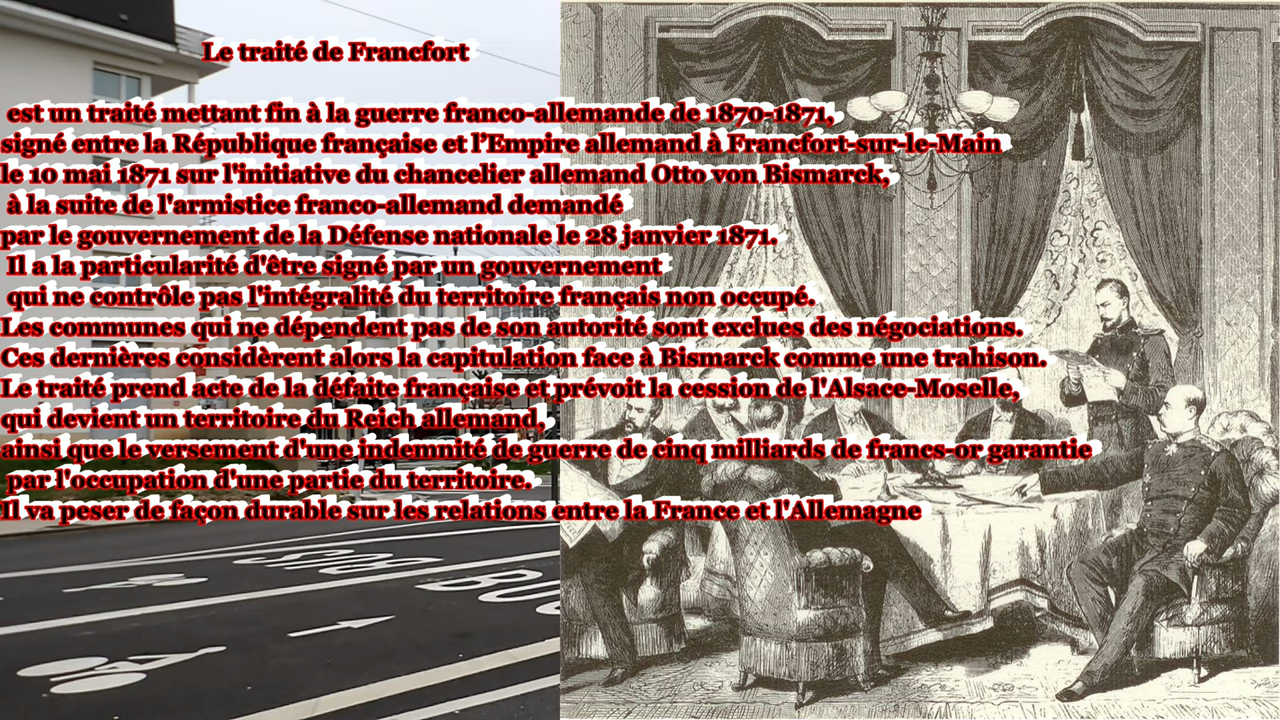 Le traité de Francfort
est un traité mettant fin à la guerre franco-allemande de 1870-1871,
signé entre la République française et l’Empire allemand à Francfort-sur-le-Main
le 10 mai 1871 sur l'initiative du chancelier allemand Otto von Bismarck,
à la suite de l'armistice franco-allemand demandé
par le gouvernement de la Défense nationale le 28 janvier 1871.
Il a la particularité d'être signé par un gouvernement
qui ne contrôle pas l'intégralité du territoire français non occupé.
Les communes qui ne dépendent pas de son autorité sont exclues des négociations.
Ces dernières considèrent alors la capitulation face à Bismarck comme une trahison.
Le traité prend acte de la défaite française et prévoit la cession de l'Alsace-Moselle,
qui devient un territoire du Reich allemand,
ainsi que le versement d'une indemnité de guerre de cinq milliards de francs-or garantie
par l'occupation d'une partie du territoire.
Il va peser de façon durable sur les relations entre la France et l'Allemagne
BUS
BUS